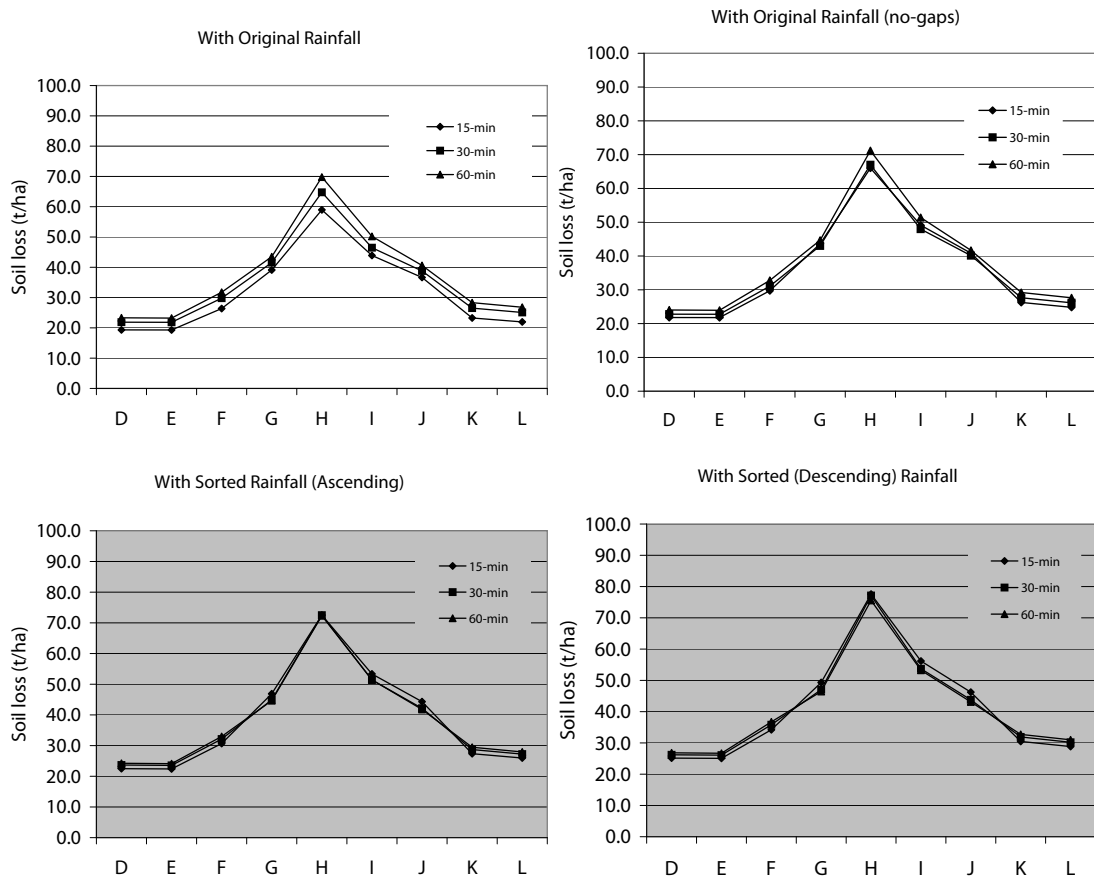 With Original Rainfall
100.0
90.0
80.0
70.0
60.0
50.0
40.0
30.0
20.0
10.0
0.0
Soil loss (t/ha)
15-min
30-min
60-min
D E F G H I J K L
With Original Rainfall (no-gaps)
100.0
90.0
80.0
70.0
60.0
50.0
40.0
30.0
20.0
10.0
0.0
Soil loss (t/ha)
15-min
30-min
60-min
D E F G H I J K L
With Sorted Rainfall (Ascending)
100.0
90.0
80.0
70.0
60.0
50.0
40.0
30.0
20.0
10.0
0.0
Soil loss (t/ha)
15-min
30-min
60-min
D E F G H I J K L
With Sorted (Descending) Rainfall
100.0
90.0
80.0
70.0
60.0
50.0
40.0
30.0
20.0
10.0
0.0
Soil loss (t/ha)
15-min
30-min
60-min
D E F G H I J K L